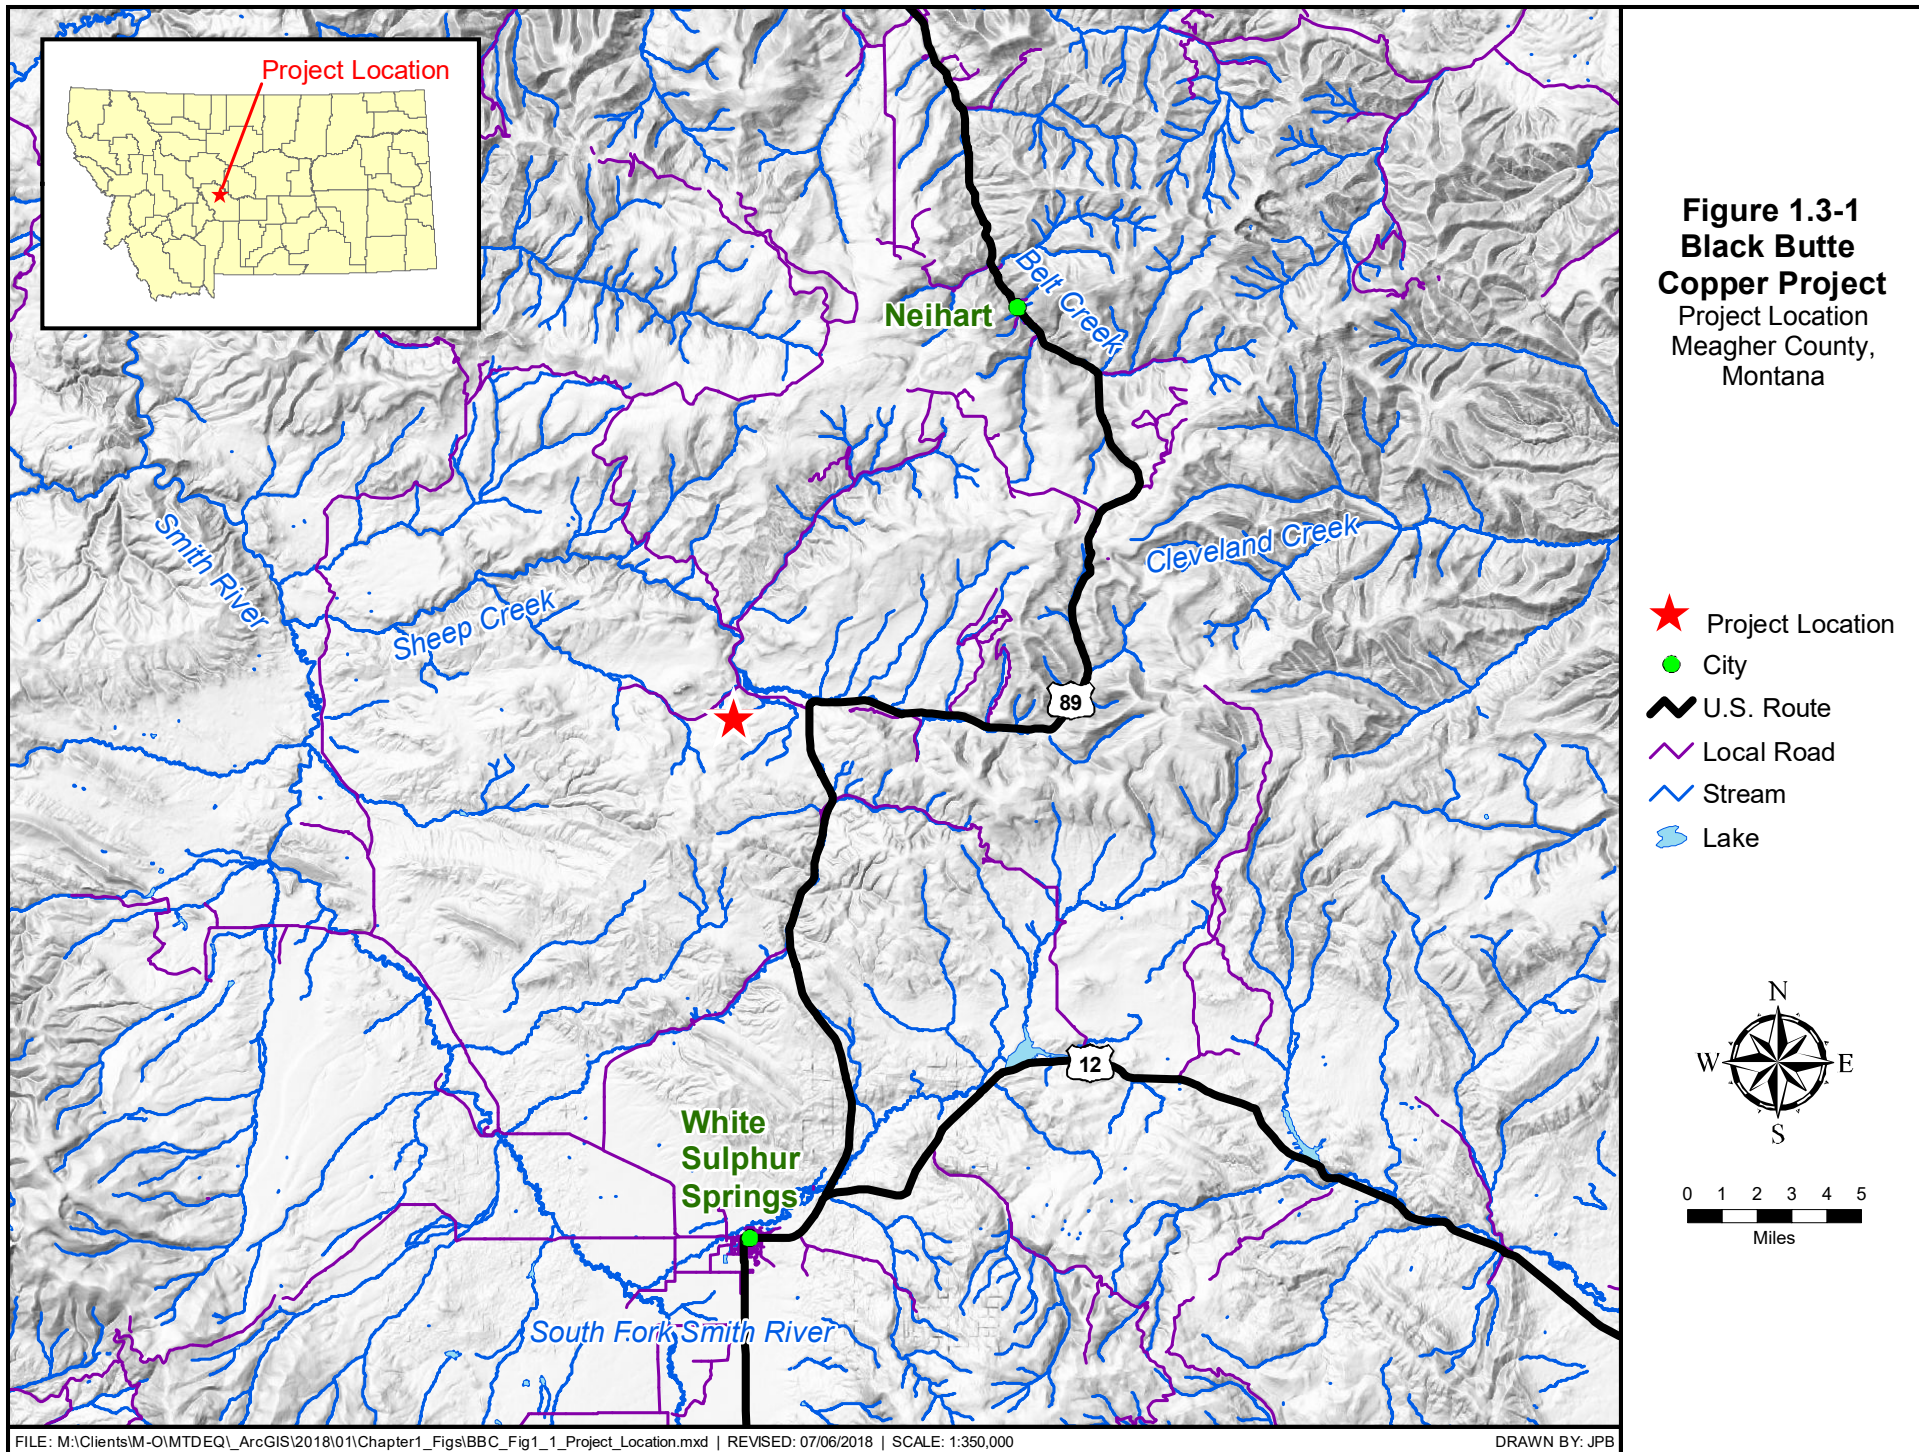 Project Location
Neihart
Belt Creek
Smith River
Sheep Creek
Cleveland Creek
89
12
White
Sulphur
Springs
South Fork Smith River
Figure 1.3-1
Black Butte
Copper Project
Project Location
Meagher County,
Montana
Project Location
City
U.S. Route
Local Road
Stream
Lake
N
W E
S
0 1 2 3 4 5
Miles
FILE: M:\Clients\M-O\MTDEQ\_ArcGIS\2018\01\Chapter1_Figs\BBC_Fig1_1_Project_Location.mxd | REVISED: 07/06/2018 | SCALE: 1:350,000
DRAWN BY: JPB